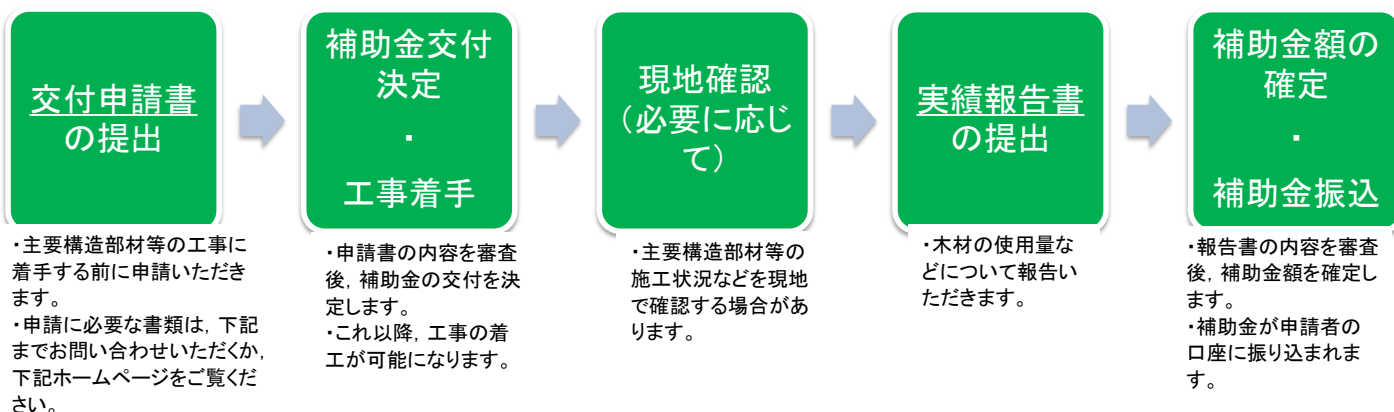 交付申請書
の提出
・主要構造部材等の工事に
着手する前に申請いただき
ます。
・申請に必要な書類は，下記
までお問い合わせいただくか，
下記ホームページをご覧くだ
さい。
補助金交付
決定
・
工事着手
・申請書の内容を審査
後，補助金の交付を決
定します。
・これ以降，工事の着
工が可能になります。
現地確認
（必要に応じ
て）
・主要構造部材等の
施工状況などを現地
で確認する場合があ
ります。
実績報告書
の提出
・木材の使用量な
どについて報告い
ただきます。
補助金額の
確定
・
補助金振込
・報告書の内容を審査
後，補助金額を確定し
ます。
・補助金が申請者の
口座に振り込まれま
す。